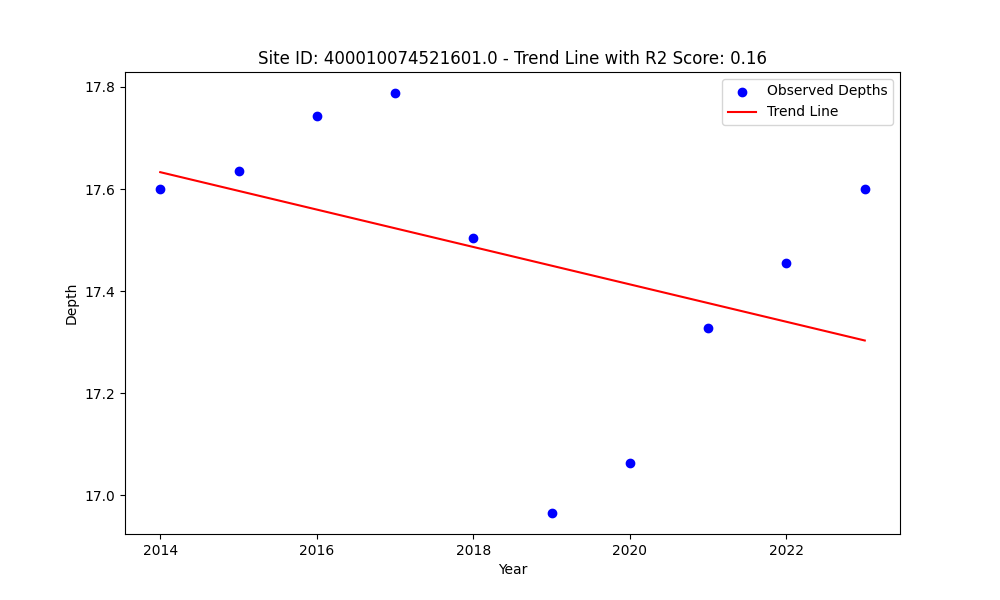 Site ID: 400010074521601.0 - Trend Line with R2 Score: 0.16
Observed Depths
Trend Line
17.8
17.6
17.4
17.2
17.0
Depth
2014
2016
2018
2020
2022
Year